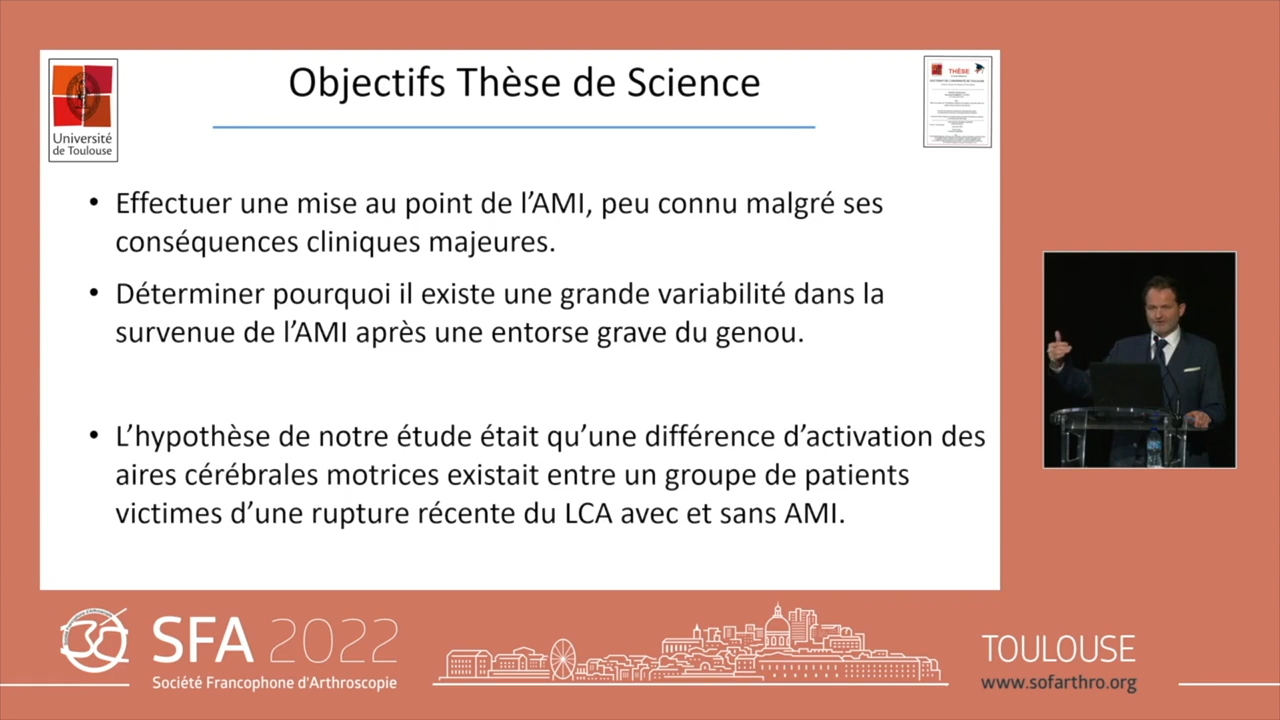 Objectifs Thèse de Science
Université
de Toulouse
THÈSE
• Effectuer une mise au point de l’AMI, peu connu malgré ses
conséquences cliniques majeures.
• Déterminer pourquoi il existe une grande variabilité dans la
survenue de l’AMI après une entorse grave du genou.
• L’hypothèse de notre étude était qu’une différence d’activation des
aires cérébrales motrices existait entre un groupe de patients
victimes d’une rupture récente du LCA avec et sans AMI.
30
SFA 2022
Société Francophone d'Arthroscopie
TOULOUSE
www.sofarthro.org